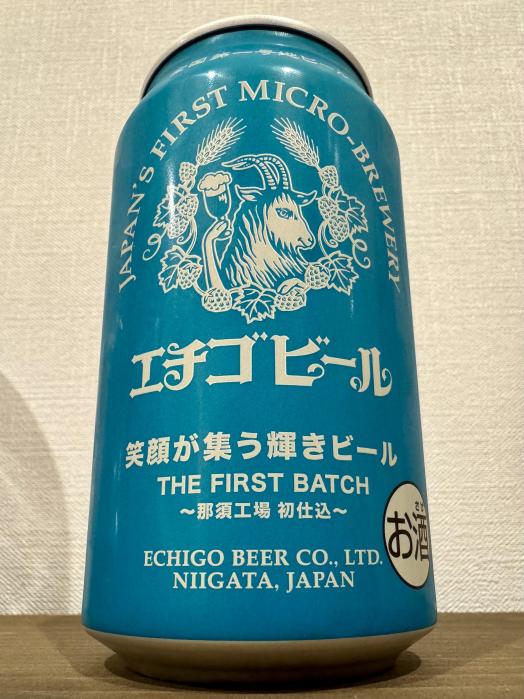 JAPAN'S FIRST MICRO-BREWERY
エチゴビール
笑顔が集う輝きビール
THE FIRST BATCH
～那須工場 初仕込～
お酒
ECHIGO BEER CO., LTD.
NIIGATA, JAPAN